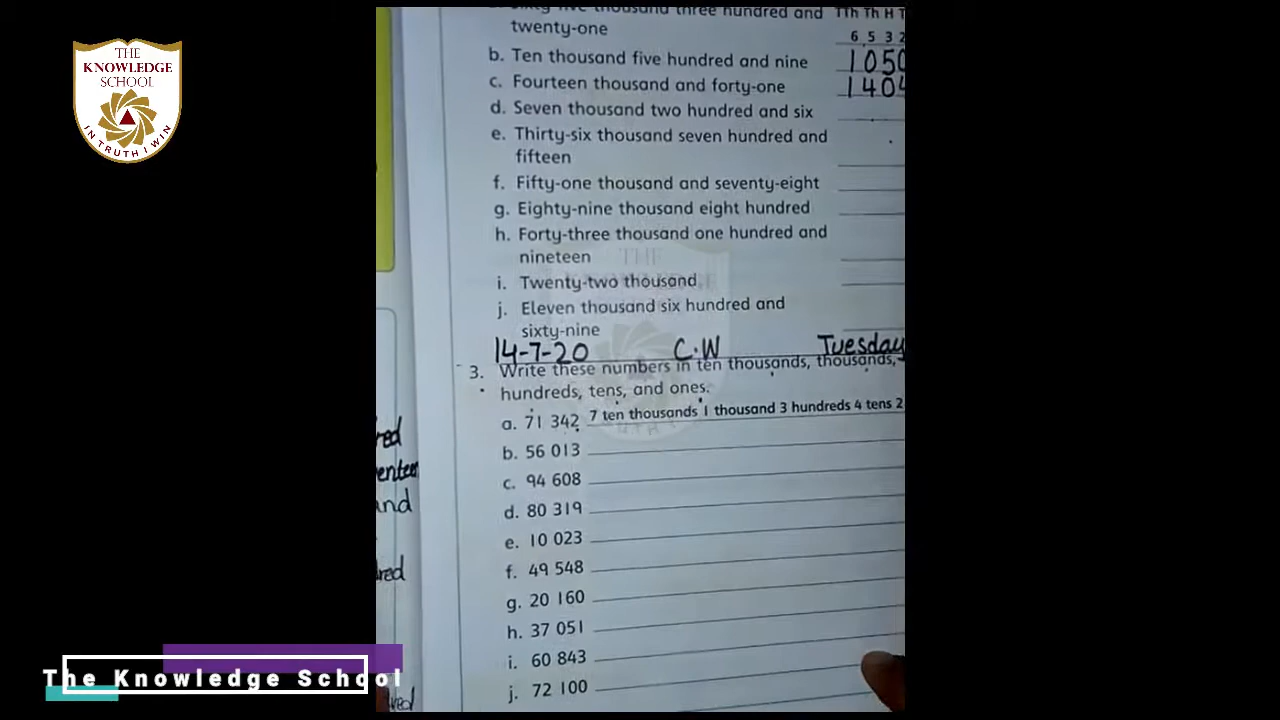 THE
KNOWLEDGE
SCHOOL
IN TRUTH I WIN
thousand three hundred and TTh Th H T
twenty-one
6 5 3 2
b. Ten thousand five hundred and nine 1050
c. Fourteen thousand and forty-one 1404
d. Seven thousand two hundred and six
e. Thirty-six thousand seven hundred and
fifteen
f. Fifty-one thousand and seventy-eight
g. Eighty-nine thousand eight hundred
h. Forty-three thousand one hundred and
nineteen
i. Twenty-two thousand
j. Eleven thousand six hundred and
sixty-nine
14-7-20 C.W Tuesday
3. Write these numbers in ten thousands, thousands,
hundreds, tens, and ones.
a. 71 342 7 ten thousands 1 thousand 3 hundreds 4 tens 2
b. 56 013
c. 94 608
d. 80 319
e. 10 023
f. 49 548
g. 20 160
h. 37 051
i. 60 843
j. 72 100
The Knowledge School